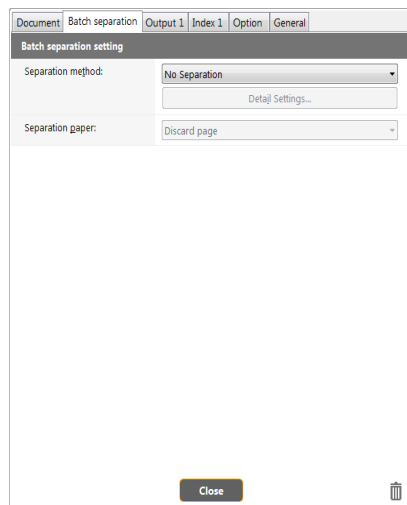 Document Batch separation Output 1 Index 1 Option General
Batch separation setting
Separation method: No Separation
Detail Settings...
Separation paper: Discard page
Close